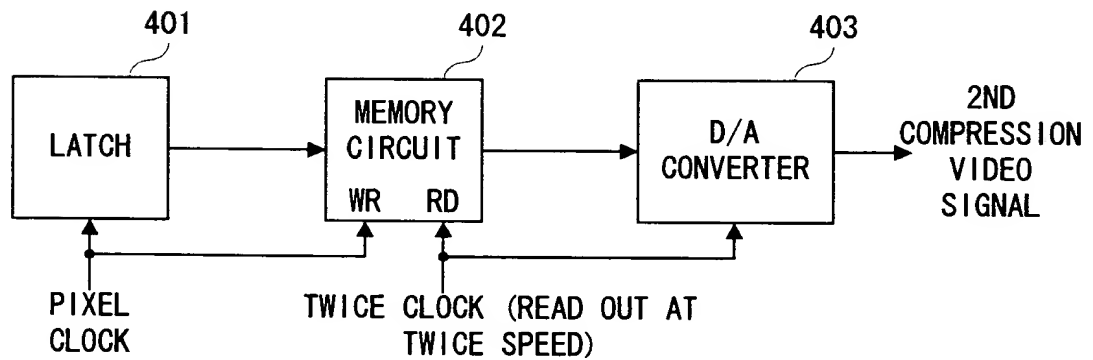 401
402
403
LATCH
MEMORY
CIRCUIT
WR RD
D/A
CONVERTER
2ND
COMPRESSION
VIDEO
SIGNAL
PIXEL
CLOCK
TWICE CLOCK (READ OUT AT
TWICE SPEED)